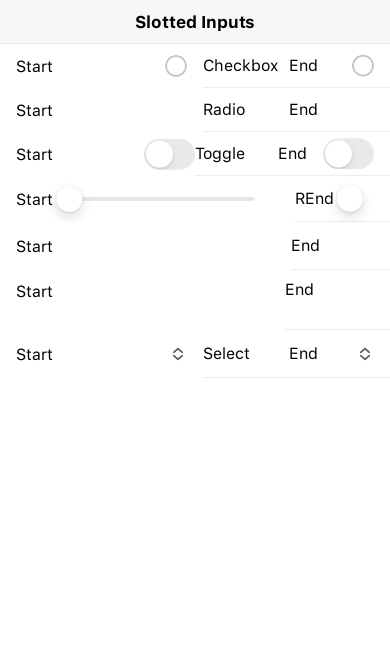 Slotted Inputs
Start Checkbox End
Start Radio End
Start Toggle End
Start REnd
Start End
Start End
Start Select End